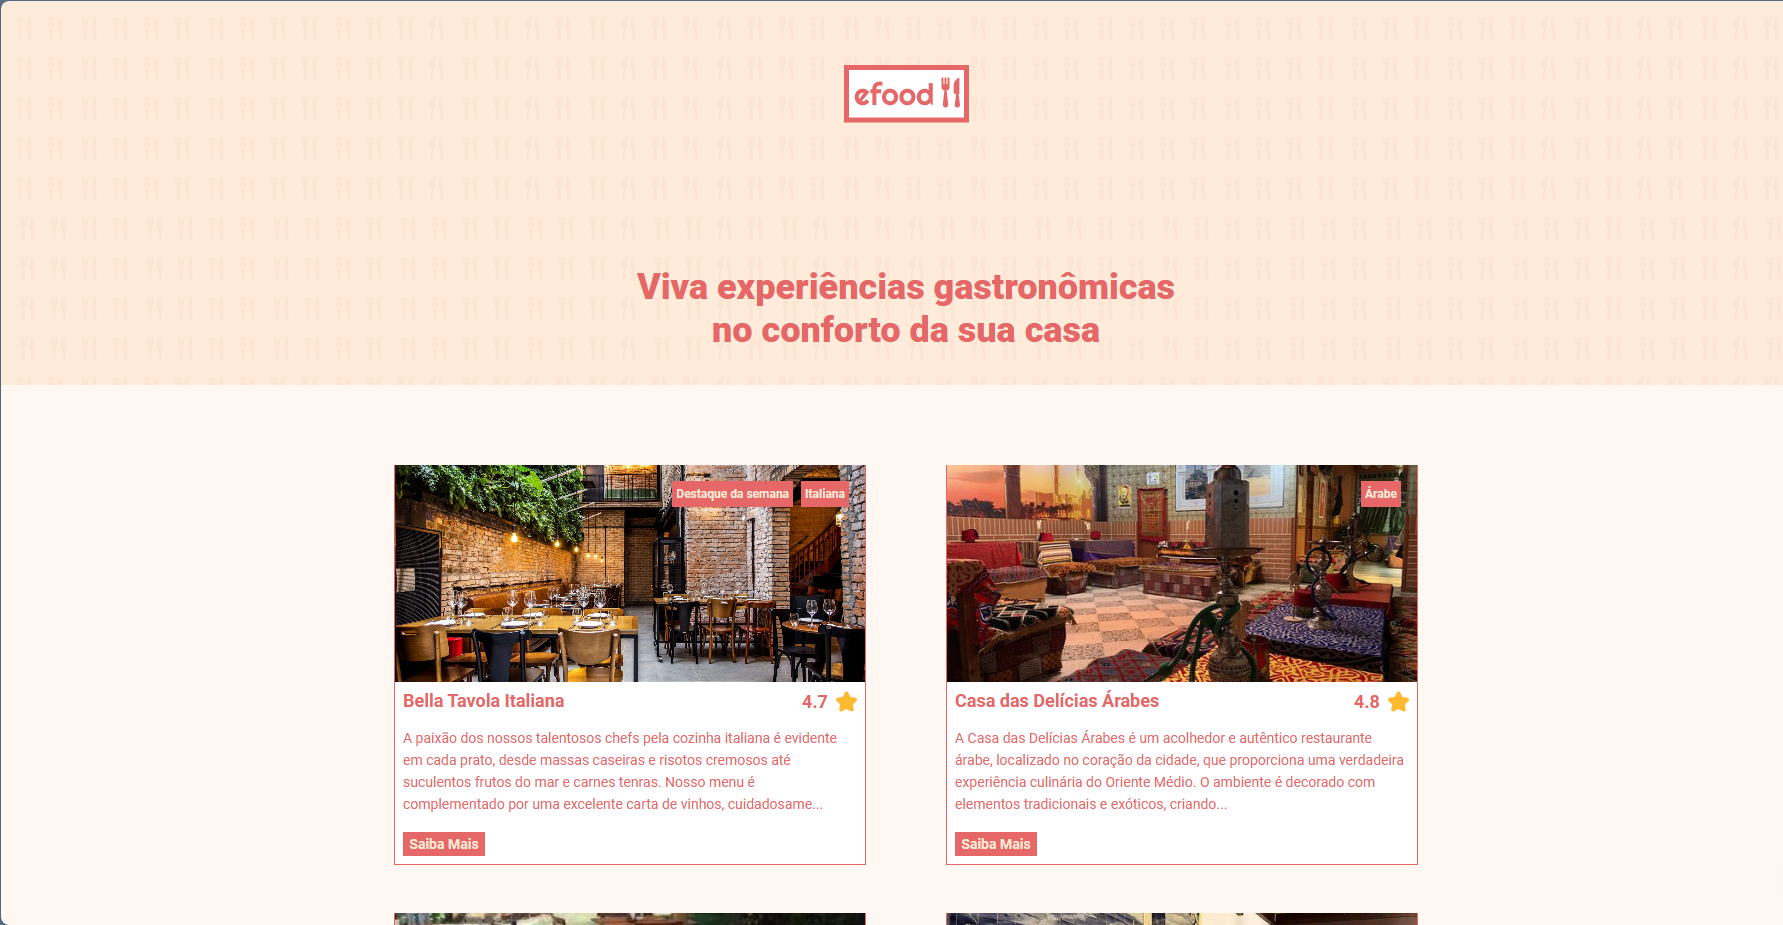 efood
Viva experiências gastronômicas
no conforto da sua casa
Destaque da semana
Italiana
Bella Tavola Italiana
4.7
A paixão dos nossos talentosos chefs pela cozinha italiana é evidente
em cada prato, desde massas caseiras e risotos cremosos até
suculentos frutos do mar e carnes tenras. Nosso menu é
complementado por uma excelente carta de vinhos, cuidadosame...
Saiba Mais
Árabe
Casa das Delícias Árabes
4.8
A Casa das Delícias Árabes é um acolhedor e autêntico restaurante
árabe, localizado no coração da cidade, que proporciona uma verdadeira
experiência culinária do Oriente Médio. O ambiente é decorado com
elementos tradicionais e exóticos, criando...
Saiba Mais